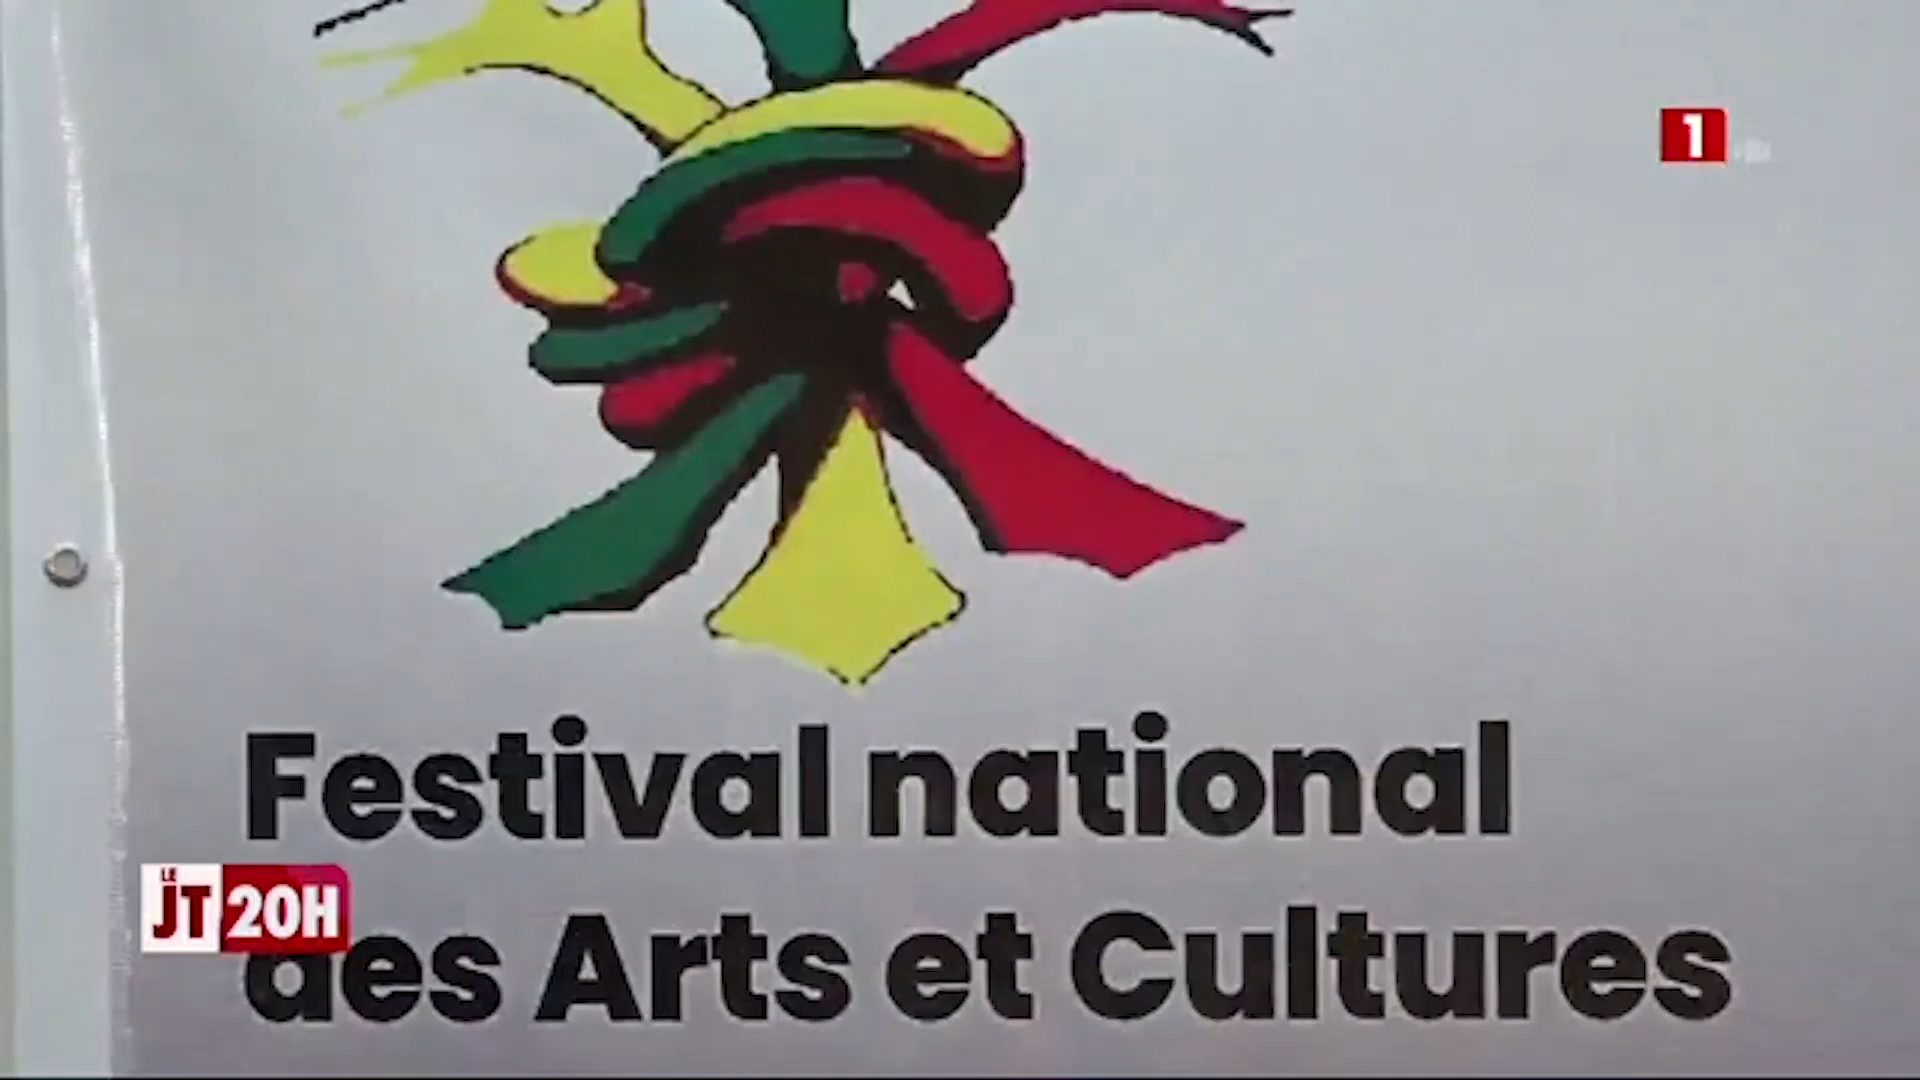 1
Festival national
LE
JT 20H
des Arts et Cultures